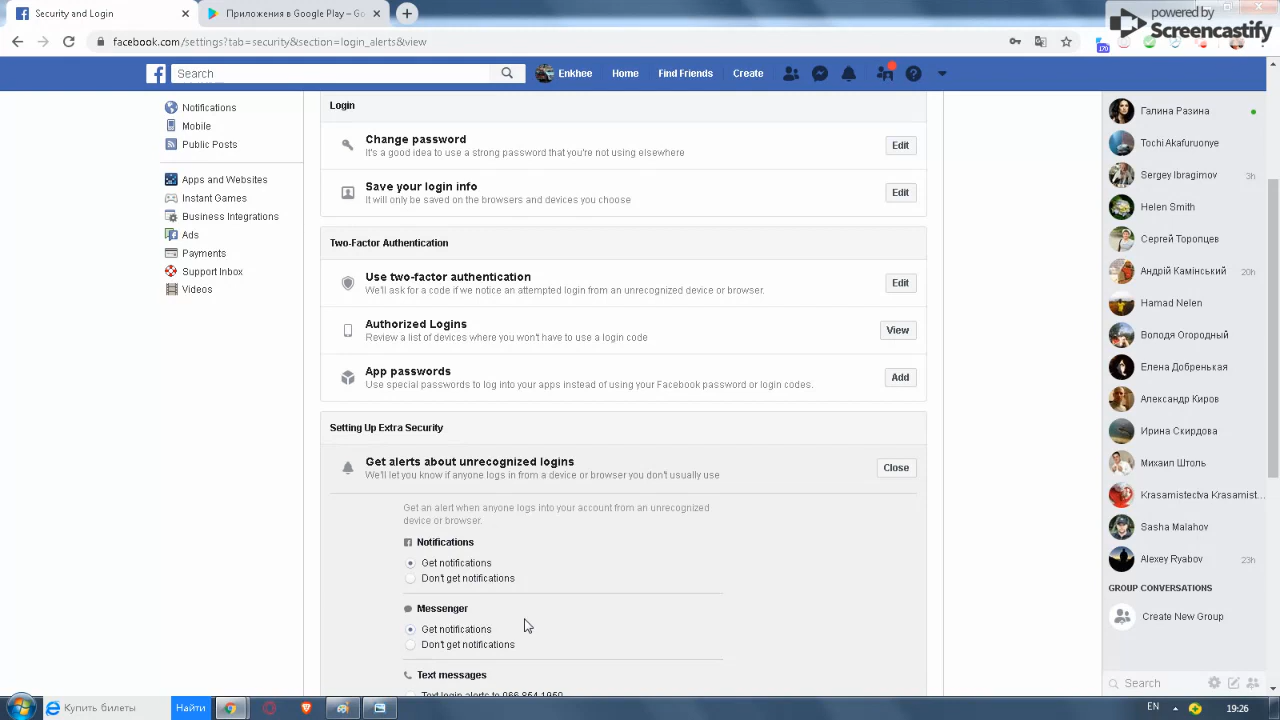 Security and Login
Приложения в Google Play – Go
powered by
Screencastify
facebook.com/settings?tab=security&section=login_alerts&
170
Search
Enkhee
Home
Find Friends
Create
Notifications
Mobile
Public Posts
Apps and Websites
Instant Games
Business Integrations
Ads
Payments
Support Inbox
Videos
Login
Change password
It's a good idea to use a strong password that you're not using elsewhere
Edit
Save your login info
It will only be saved on the browsers and devices you choose
Edit
Two-Factor Authentication
Use two-factor authentication
We'll ask for a code if we notice an attempted login from an unrecognized device or browser.
Edit
Authorized Logins
Review a list of devices where you won't have to use a login code
View
App passwords
Use special passwords to log into your apps instead of using your Facebook password or login codes.
Add
Setting Up Extra Security
Get alerts about unrecognized logins
We'll let you know if anyone logs in from a device or browser you don't usually use
Close
Get an alert when anyone logs into your account from an unrecognized
device or browser.
Notifications
Get notifications
Don't get notifications
Messenger
Get notifications
Don't get notifications
Text messages
Text login alerts to
Галина Разина
Tochi Akafuruonye
Sergey Ibragimov 3h
Helen Smith
Сергей Торопцев
Андрій Камінський 20h
Hamad Nelen
Володя Огородный
Елена Добренькая
Александр Киров
Ирина Скирдова
Михаил Штоль
Krasamistectva Krasamist...
Sasha Malahov
Alexey Ryabov 23h
GROUP CONVERSATIONS
Create New Group
Search
Купить билеты
Найти
EN
19:26